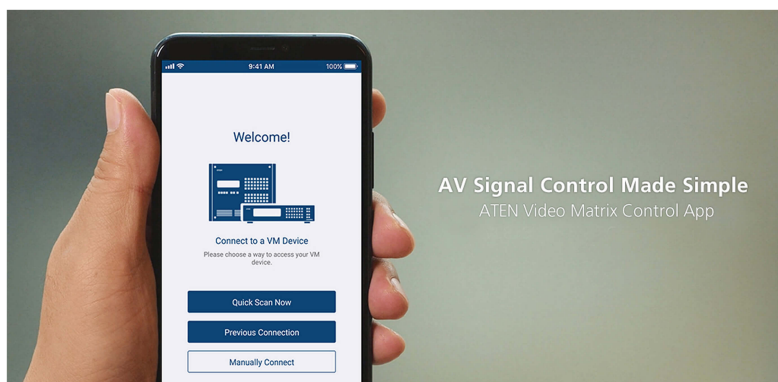 9:41 AM
100%
Welcome!
Connect to a VM Device
Please choose a way to access your VM
device.
Quick Scan Now
Previous Connection
Manually Connect
AV Signal Control Made Simple
ATEN Video Matrix Control App